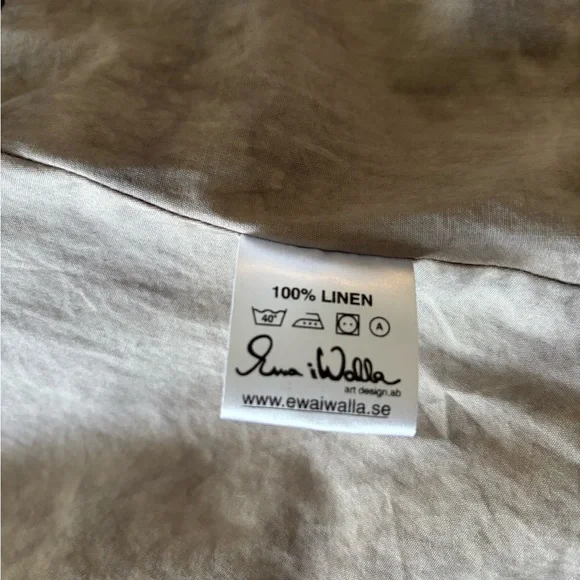 100% LINEN
40° A
Ewa i Walla
art design.ab
www.ewaiwalla.se